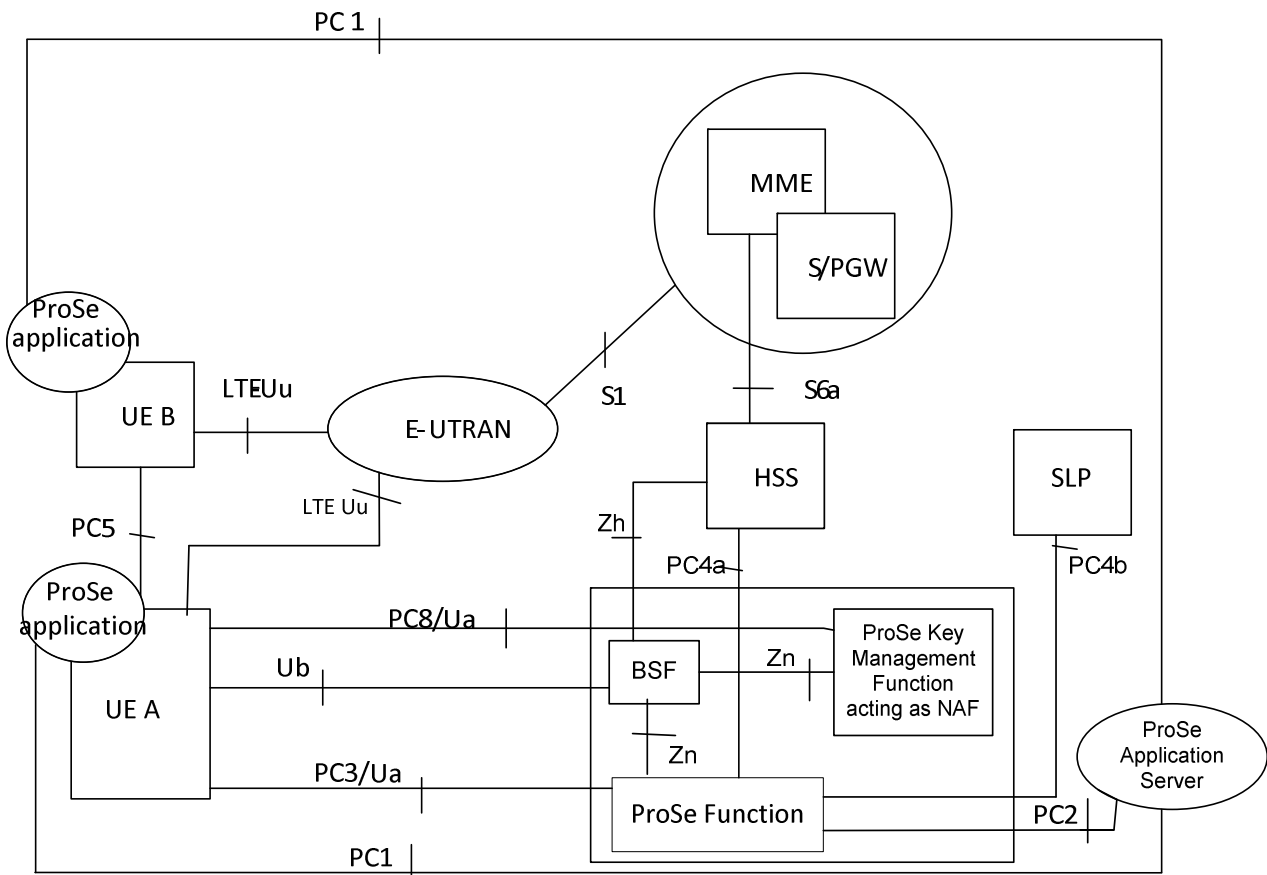 PC 1
MME
S/PGW
ProSe
application
LTE-Uu
UE B
E-UTRAN
S1
S6a
HSS
SLP
LTE Uu
PC5
Zh
PC4a
PC4b
ProSe
application
PC8/Ua
ProSe Key
Management
Function
acting as NAF
Ub
BSF
Zn
UE A
Zn
PC3/Ua
ProSe Function
ProSe
Application
Server
PC2
PC1